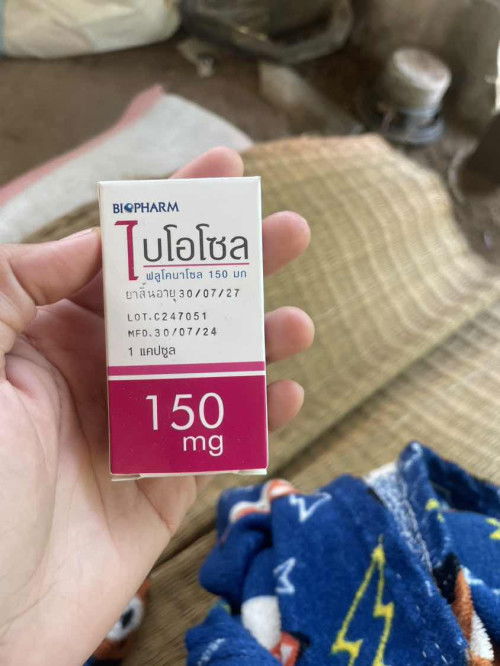 BIOPHARM
ไบโอโซล
ฟลูโคนาโซล 150 มก
ยาสิ้นอายุ 30/07/27
LOT.C247051
MFD.30/07/24
1 แคปซูล
150
mg